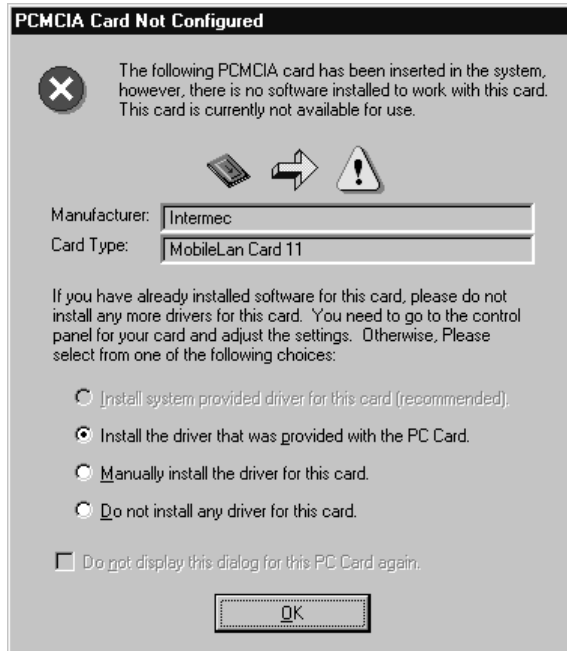 PCMCIA Card Not Configured
The following PCMCIA card has been inserted in the system,
however, there is no software installed to work with this card.
This card is currently not available for use.
Manufacturer: Intermec
Card Type: MobileLan Card 11
If you have already installed software for this card, please do not
install any more drivers for this card. You need to go to the control
panel for your card and adjust the settings. Otherwise, Please
select from one of the following choices:
Install system provided driver for this card (recommended).
Install the driver that was provided with the PC Card.
Manually install the driver for this card.
Do not install any driver for this card.
Do not display this dialog for this PC Card again.
OK